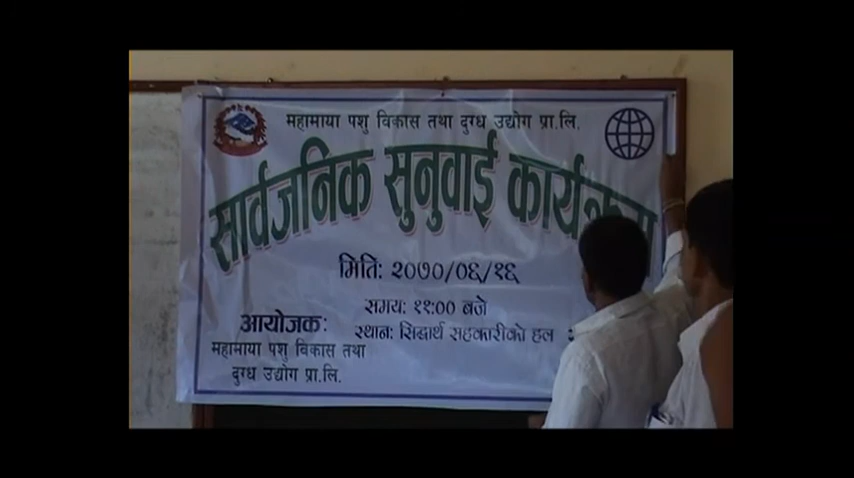 महामाया पशु विकास तथा दुग्ध उद्योग प्रा.लि.
सार्वजनिक सुनुवाई कार्यक्रम
मिति: २०७०/०६/१६
समय: ११:०० बजे
स्थान: सिद्धार्थ सहकारीको हल
आयोजक:
महामाया पशु विकास तथा
दुग्ध उद्योग प्रा.लि.